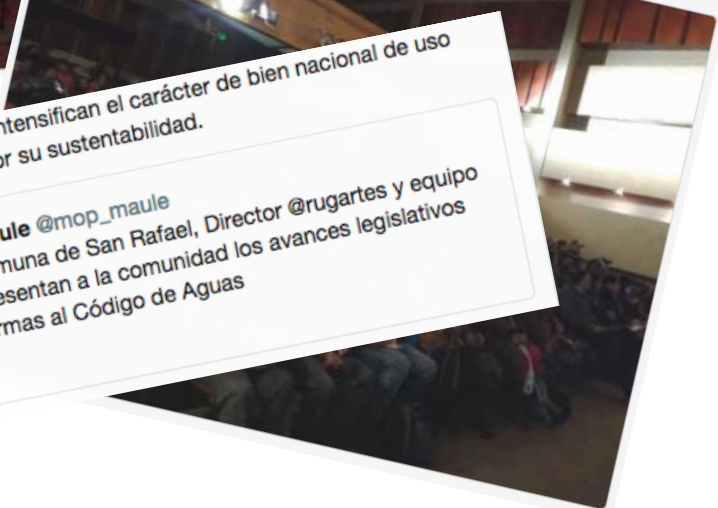 ntensifican el carácter de bien nacional de uso
or su sustentabilidad.
ule @mop_maule
muna de San Rafael, Director @rugartes y equipo
esentan a la comunidad los avances legislativos
rmas al Código de Aguas